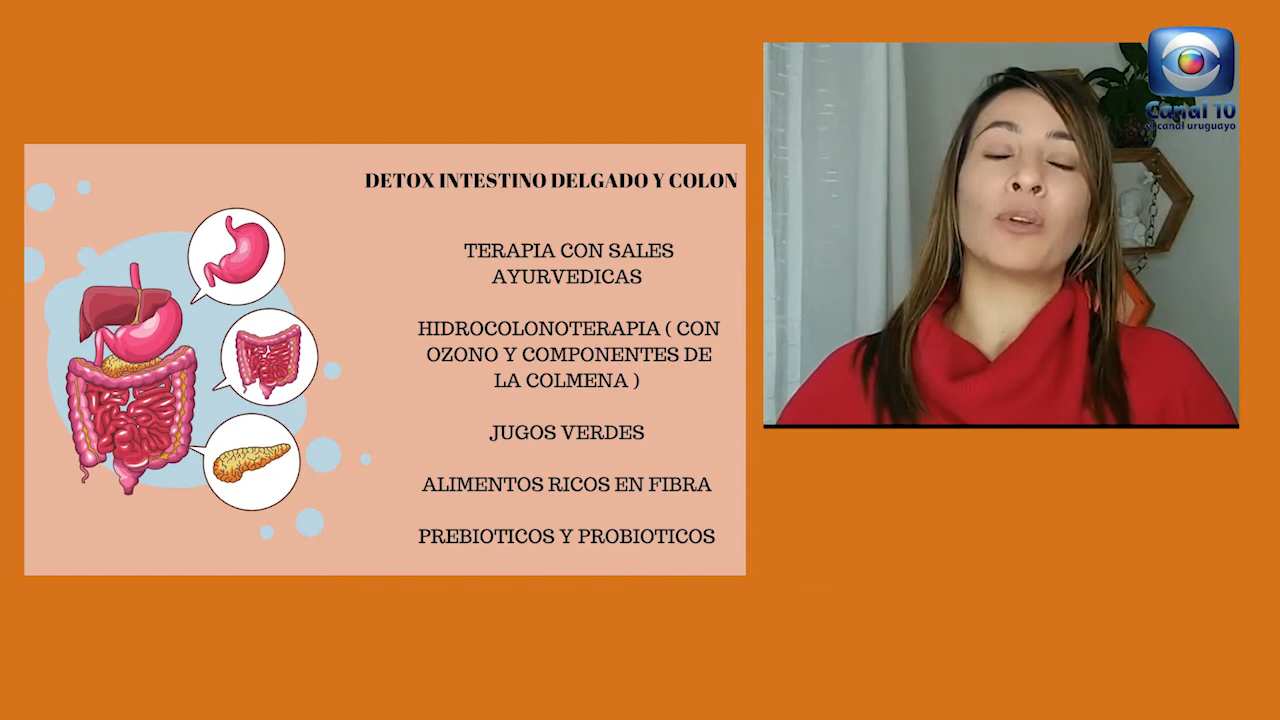 DETOX INTESTINO DELGADO Y COLON
TERAPIA CON SALES
AYURVEDICAS
HIDROCOLONOTERAPIA ( CON
OZONO Y COMPONENTES DE
LA COLMENA )
JUGOS VERDES
ALIMENTOS RICOS EN FIBRA
PREBIOTICOS Y PROBIOTICOS
Canal 10
el canal uruguayo